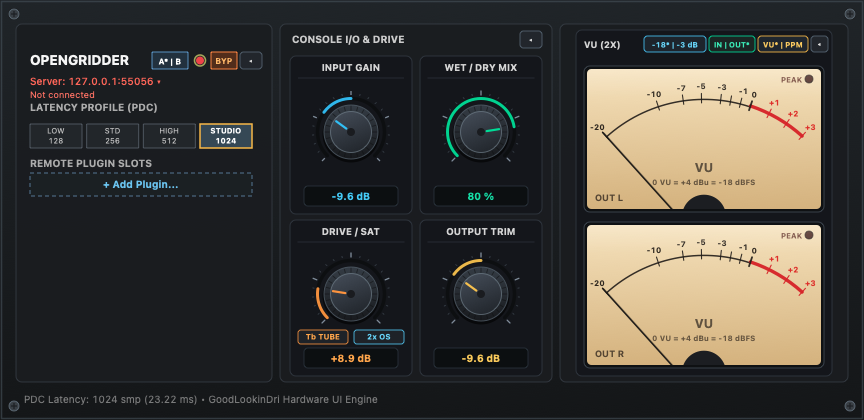 OPENGRIDDER
A* | B
BYP
Server: 127.0.0.1:55056
Not connected
LATENCY PROFILE (PDC)
LOW
128
STD
256
HIGH
512
STUDIO
1024
REMOTE PLUGIN SLOTS
+ Add Plugin...
CONSOLE I/O & DRIVE
INPUT GAIN
-9.6 dB
WET / DRY MIX
80 %
DRIVE / SAT
Tb TUBE
2x OS
+8.9 dB
OUTPUT TRIM
-9.6 dB
VU (2X)
-18* | -3 dB
IN | OUT*
VU* | PPM
PEAK
-20 -10 -7 -5 -3 -1 0 +1 +2 +3
VU
0 VU = +4 dBu = -18 dBFS
OUT L
PEAK
-20 -10 -7 -5 -3 -1 0 +1 +2 +3
VU
0 VU = +4 dBu = -18 dBFS
OUT R
PDC Latency: 1024 smp (23.22 ms) • GoodLookinDri Hardware UI Engine